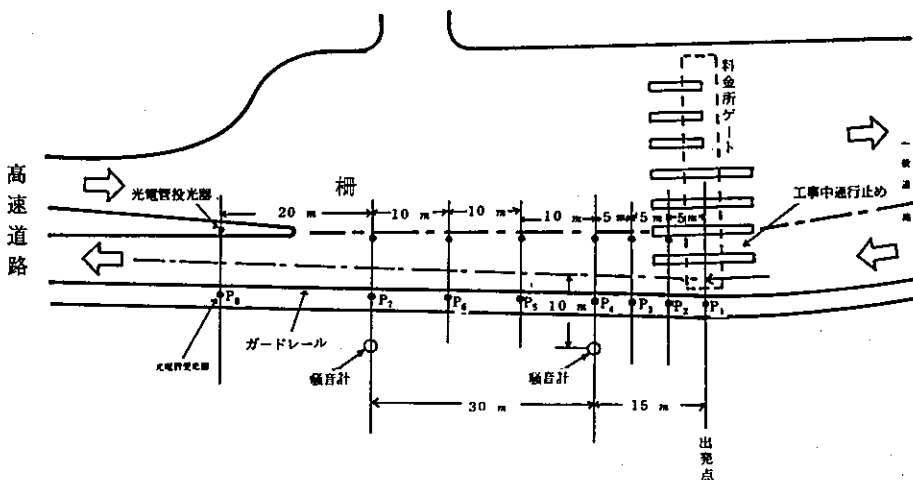 料金所ゲート
高速道路
柵
光電管投光器
工事中通行止め
20 m
10 m
10 m
10 m
5 m
5 m
5 m
P₈
P₇
P₆
P₅
P₄
P₃
P₂
P₁
10 m
ガードレール
光電管受光器
騒音計
騒音計
30 m
15 m
出発点